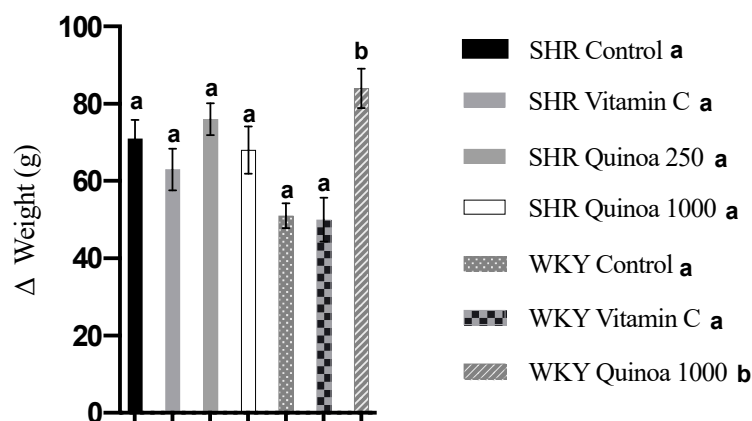 100
80
60
40
20
0
Δ Weight (g)
a
a
a
a
a
a
b
SHR Control a
SHR Vitamin C a
SHR Quinoa 250 a
SHR Quinoa 1000 a
WKY Control a
WKY Vitamin C a
WKY Quinoa 1000 b